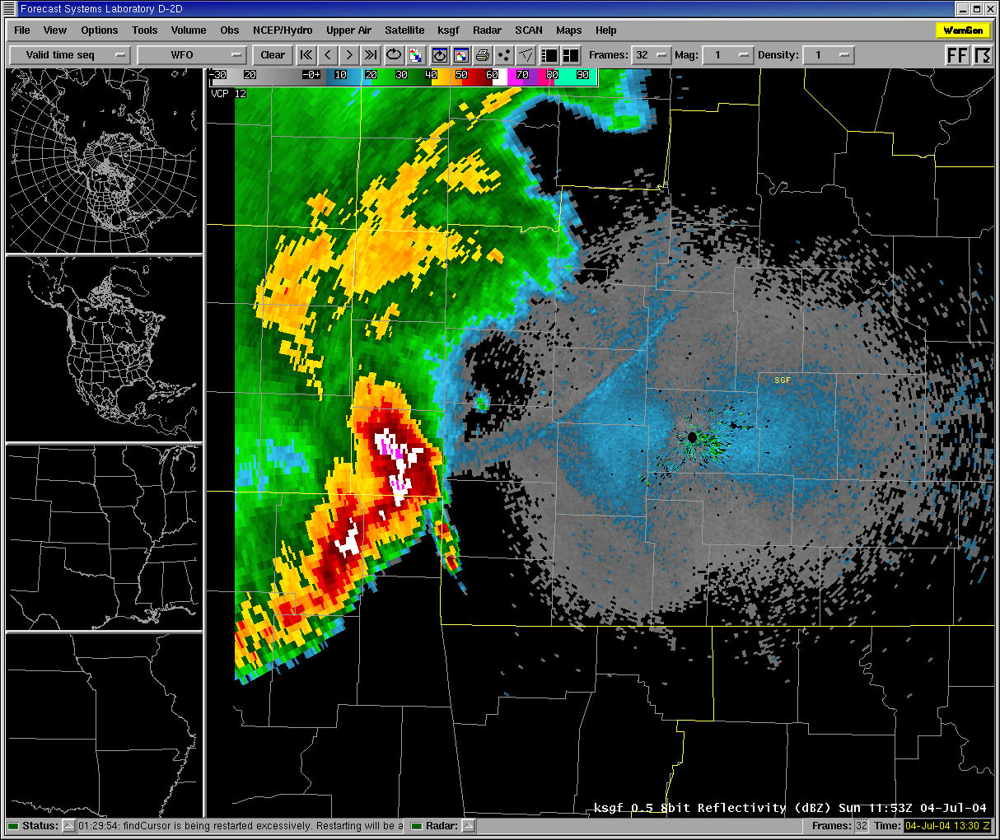 Forecast Systems Laboratory D-2D
File View Options Tools Volume Obs NCEP/Hydro Upper Air Satellite ksgf Radar SCAN Maps Help WarnGen
Valid time seq WFO Clear Frames: 32 Mag: 1 Density: 1 FF
-30 20 -0+ 10 20 30 40 50 60 70 80 90
VCP 12
SGF
ksgf 0.5 8bit Reflectivity (dBZ) Sun 11:53Z 04-Jul-04
Status: 01:29:54: findCursor is being restarted excessively. Restarting will be a Radar: Frames: 32 Time: 04-Jul-04 13:30 Z